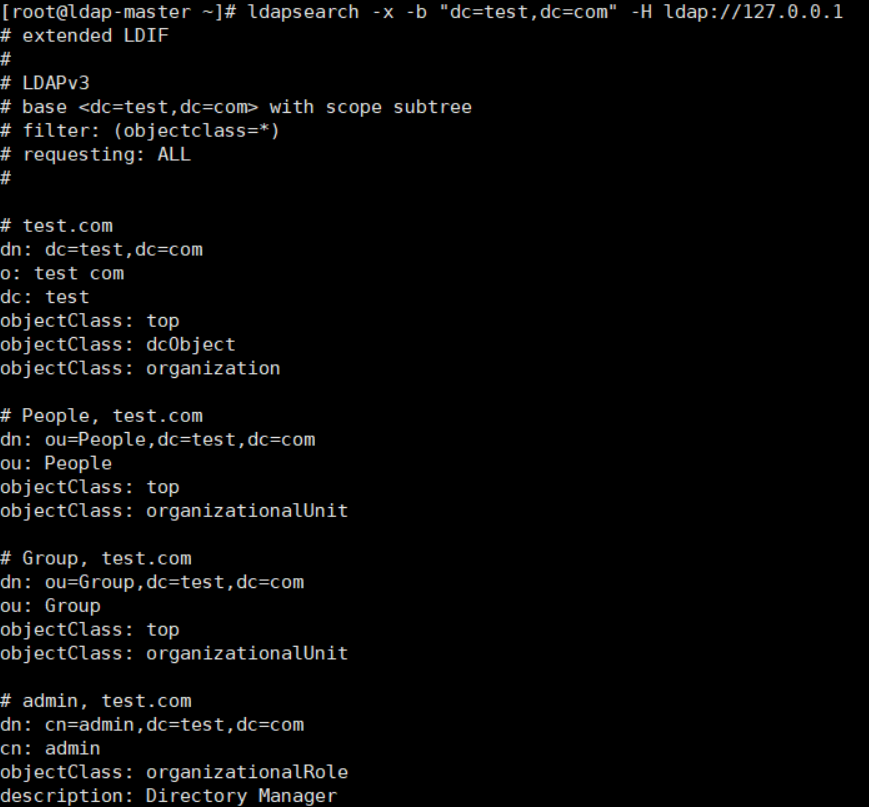 [root@ldap-master ~]# ldapsearch -x -b "dc=test,dc=com" -H ldap://127.0.0.1
# extended LDIF
#
# LDAPv3
# base <dc=test,dc=com> with scope subtree
# filter: (objectclass=*)
# requesting: ALL
#
# test.com
dn: dc=test,dc=com
o: test com
dc: test
objectClass: top
objectClass: dcObject
objectClass: organization
# People, test.com
dn: ou=People,dc=test,dc=com
ou: People
objectClass: top
objectClass: organizationalUnit
# Group, test.com
dn: ou=Group,dc=test,dc=com
ou: Group
objectClass: top
objectClass: organizationalUnit
# admin, test.com
dn: cn=admin,dc=test,dc=com
cn: admin
objectClass: organizationalRole
description: Directory Manager